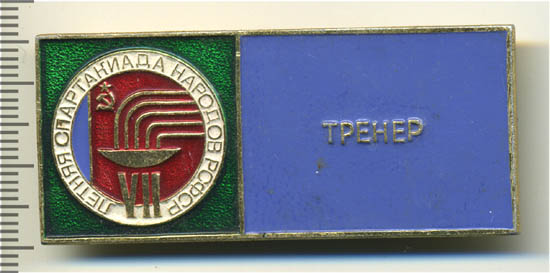 ЛЕТНЯЯ СПАРТАКИАДА НАРОДОВ РСФСР
VII
ТРЕНЕР